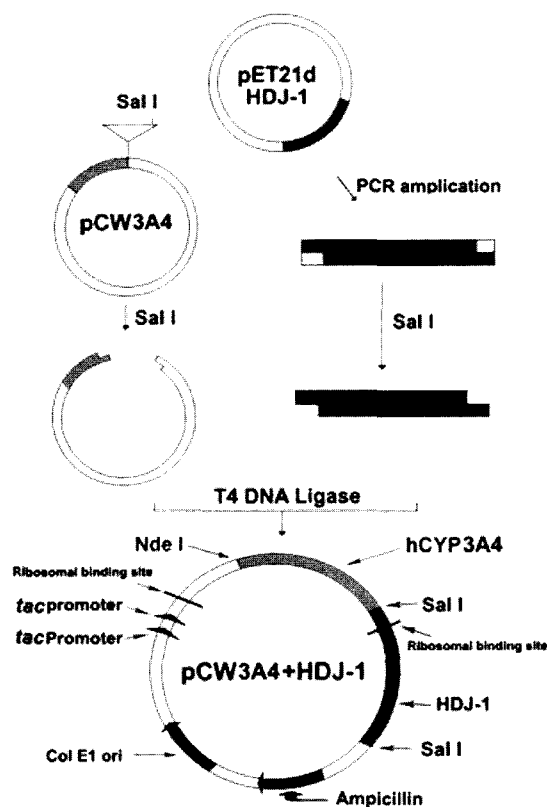 pET21d
HDJ-1
Sal I
PCR amplication
pCW3A4
Sal I
Sal I
T4 DNA Ligase
Nde I
hCYP3A4
Ribosomal binding site
Sal I
tacpromoter
tacPromoter
Ribosomal binding site
pCW3A4+HDJ-1
HDJ-1
Col E1 ori
Sal I
Ampicillin